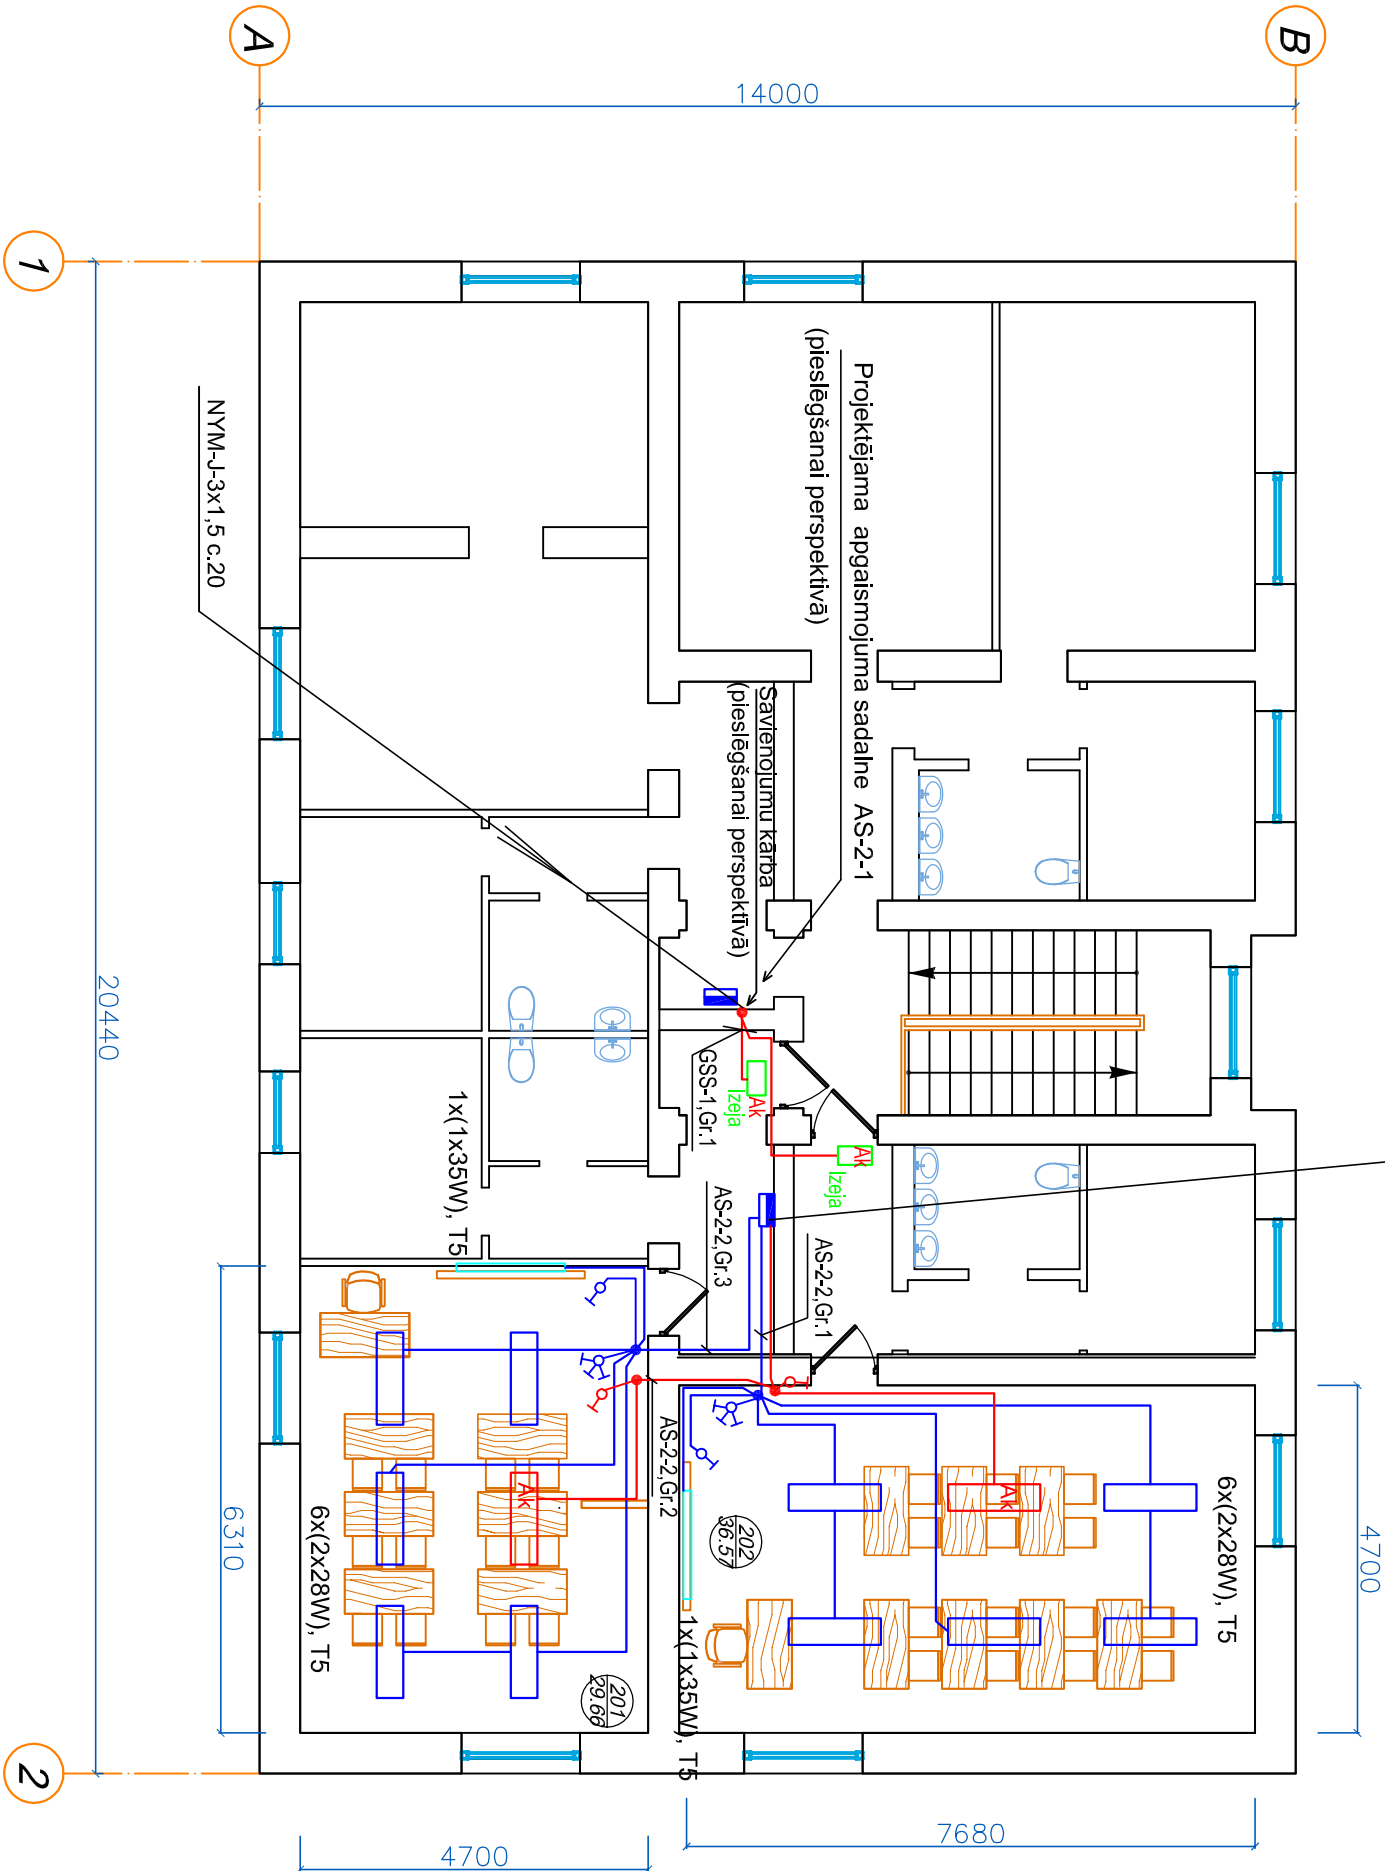 A
B
14000
1
Projektējama apgaismojuma sadalne AS-2-1
(pieslēgšanai perspektīvā)
NYM-J-3x1,5 c.20
Savienojumu kārba
(pieslēgšanai perspektīvā)
20440
GSS-1,Gr.1
Ak
Izeja
Ak
Izeja
1x(1x35W), T5
AS-2-2,Gr.3
AS-2-2,Gr.1
AS-2-2,Gr.2
6310
4700
Ak
Ak
6x(2x28W), T5
6x(2x28W), T5
202
36.57
201
29.66
1x(1x35W), T5
2
7680
4700